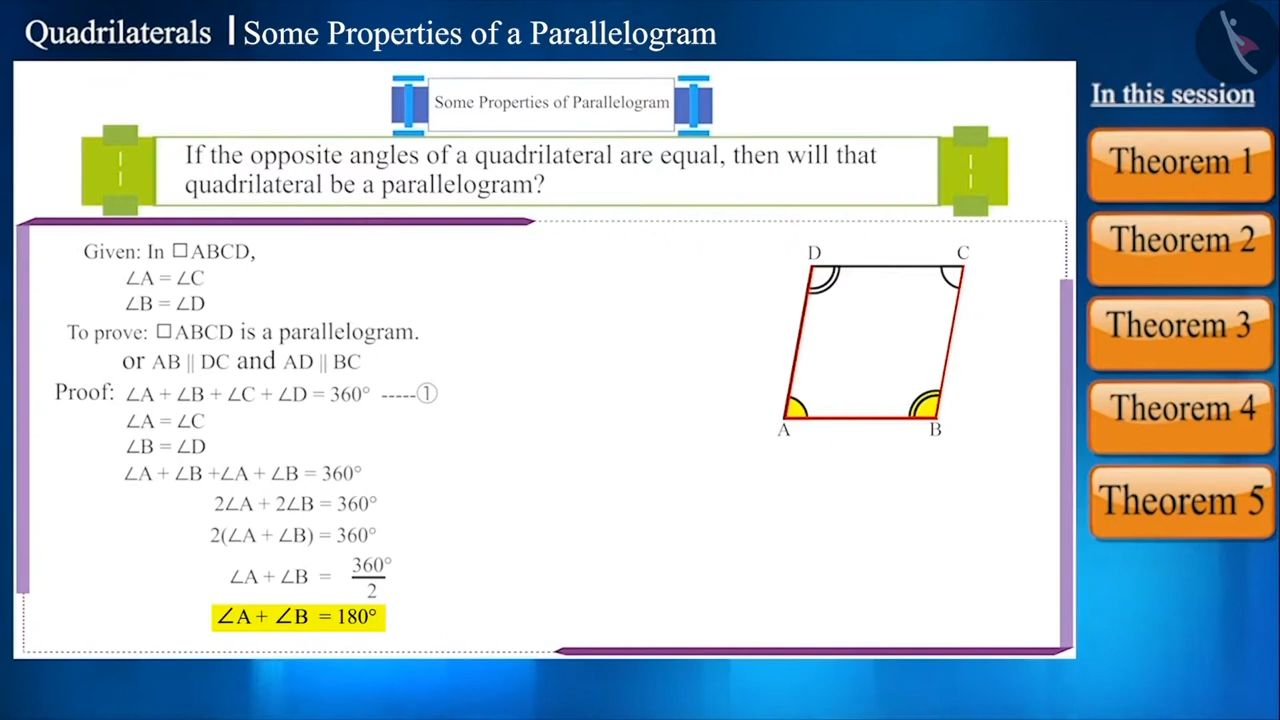 Quadrilaterals | Some Properties of a Parallelogram
Some Properties of Parallelogram
If the opposite angles of a quadrilateral are equal, then will that
quadrilateral be a parallelogram?
Given: In □ABCD,
∠A = ∠C
∠B = ∠D
To prove: □ABCD is a parallelogram.
or AB || DC and AD || BC
Proof: ∠A + ∠B + ∠C + ∠D = 360° -----①
∠A = ∠C
∠B = ∠D
∠A + ∠B +∠A + ∠B = 360°
2∠A + 2∠B = 360°
2(∠A + ∠B) = 360°
∠A + ∠B = 360°
2
∠A + ∠B = 180°
D C
A B
In this session
Theorem 1
Theorem 2
Theorem 3
Theorem 4
Theorem 5